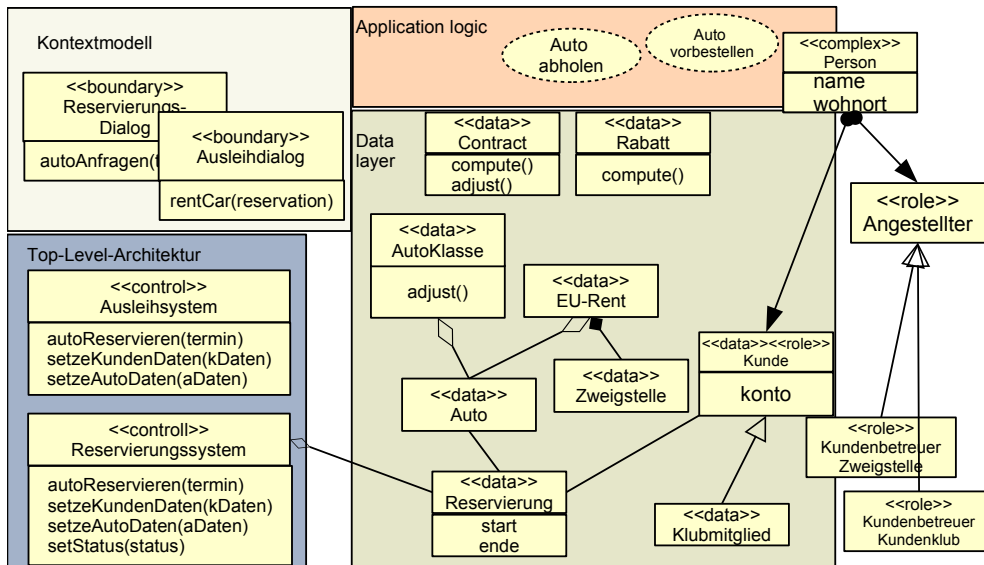 Kontextmodell
<<boundary>>
Reservierungs-
Dialog
autoAnfragen(
<<boundary>>
Ausleihdialog
rentCar(reservation)
Application logic
Auto
abholen
Auto
vorbestellen
<<complex>>
Person
name
wohnort
Data
layer
<<data>>
Contract
compute()
adjust()
<<data>>
Rabatt
compute()
<<role>>
Angestellter
Top-Level-Architektur
<<control>>
Ausleihsystem
autoReservieren(termin)
setzeKundenDaten(kDaten)
setzeAutoDaten(aDaten)
<<controll>>
Reservierungssystem
autoReservieren(termin)
setzeKundenDaten(kDaten)
setzeAutoDaten(aDaten)
setStatus(status)
<<data>>
AutoKlasse
adjust()
<<data>>
EU-Rent
<<data>>
Auto
<<data>>
Zweigstelle
<<data>><<role>>
Kunde
konto
<<data>>
Reservierung
start
ende
<<data>>
Klubmitglied
<<role>>
Kundenbetreuer
Zweigstelle
<<role>>
Kundenbetreuer
Kundenklub